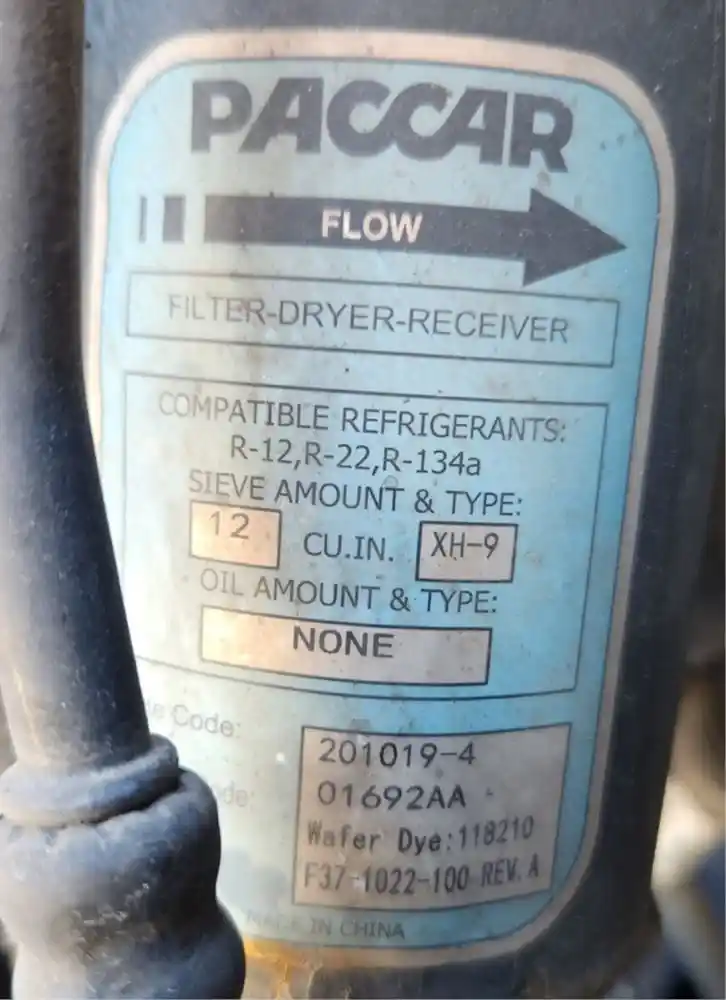 PACCAR
FLOW
FILTER-DRYER-RECEIVER
COMPATIBLE REFRIGERANTS:
R-12,R-22,R-134a
SIEVE AMOUNT & TYPE:
12 CU.IN. XH-9
OIL AMOUNT & TYPE:
NONE
Code: 201019-4
01692AA
Wafer Dye:118210
F37-1022-100 REV.A
MADE IN CHINA